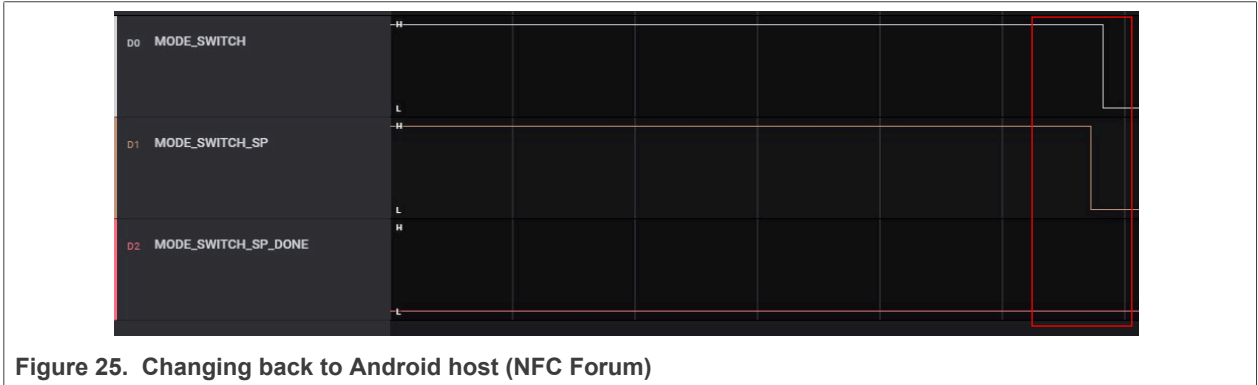 D0 MODE_SWITCH
H
L
D1 MODE_SWITCH_SP
H
L
D2 MODE_SWITCH_SP_DONE
H
L
Figure 25. Changing back to Android host (NFC Forum)